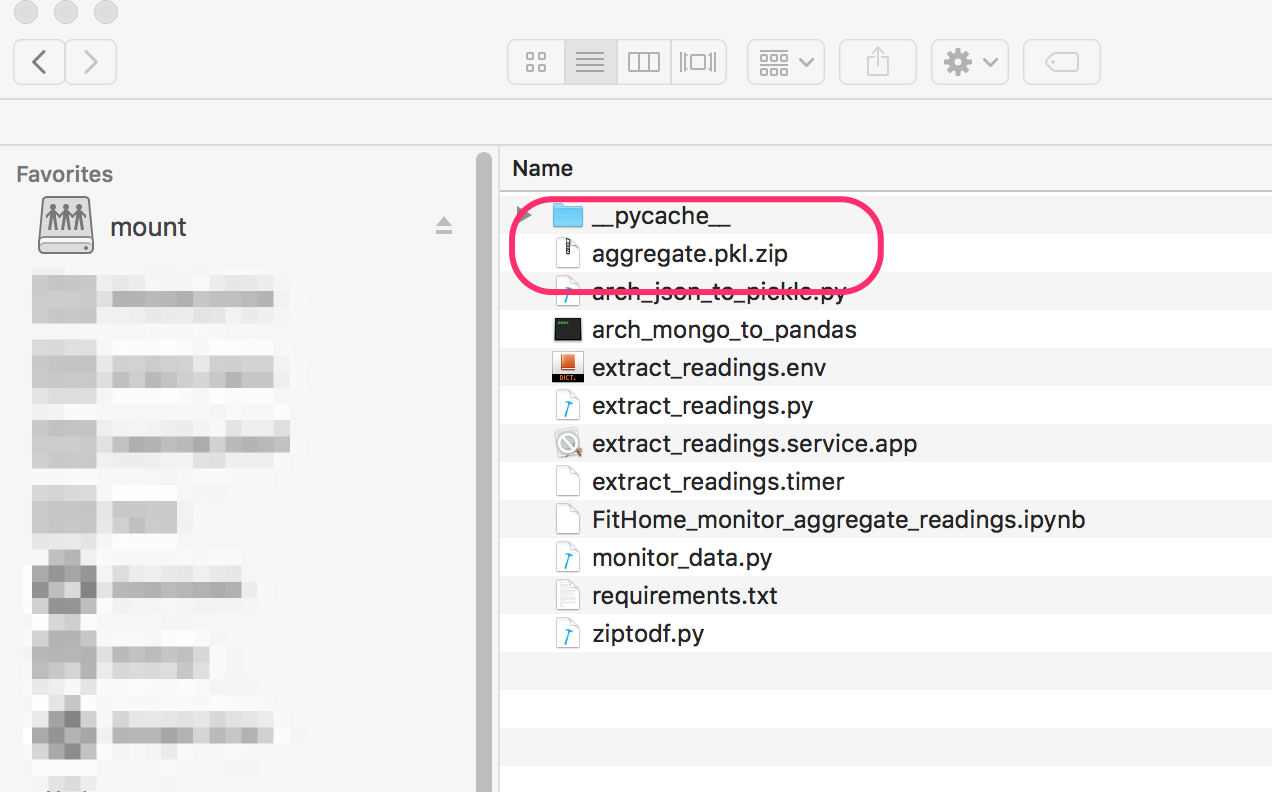 Favorites
mount
Name
__pycache__
aggregate.pkl.zip
arch_json_to_pickle.py
arch_mongo_to_pandas
extract_readings.env
extract_readings.py
extract_readings.service.app
extract_readings.timer
FitHome_monitor_aggregate_readings.ipynb
monitor_data.py
requirements.txt
ziptodf.py